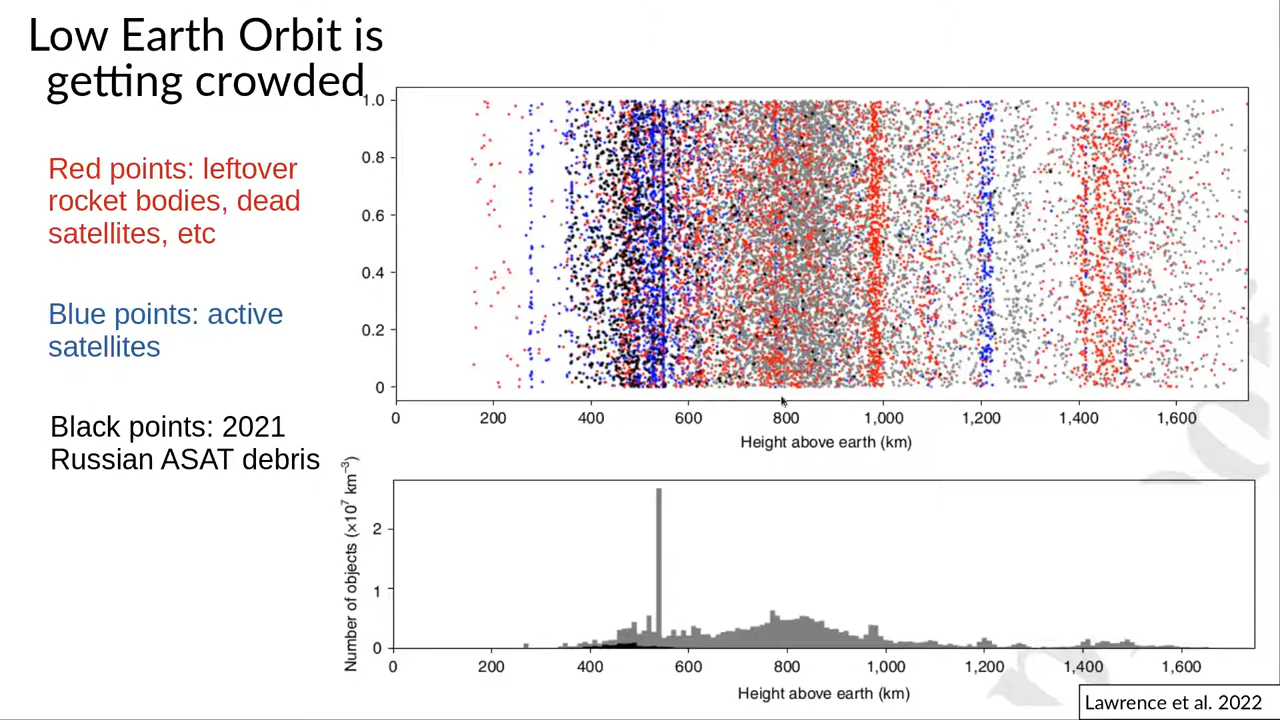 Low Earth Orbit is
getting crowded
Red points: leftover
rocket bodies, dead
satellites, etc
Blue points: active
satellites
Black points: 2021
Russian ASAT debris
1.0
0.8
0.6
0.4
0.2
0
0 200 400 600 800 1,000 1,200 1,400 1,600
Height above earth (km)
Number of objects (×10⁷ km⁻³)
2
1
0
0 200 400 600 800 1,000 1,200 1,400 1,600
Height above earth (km)
Lawrence et al. 2022